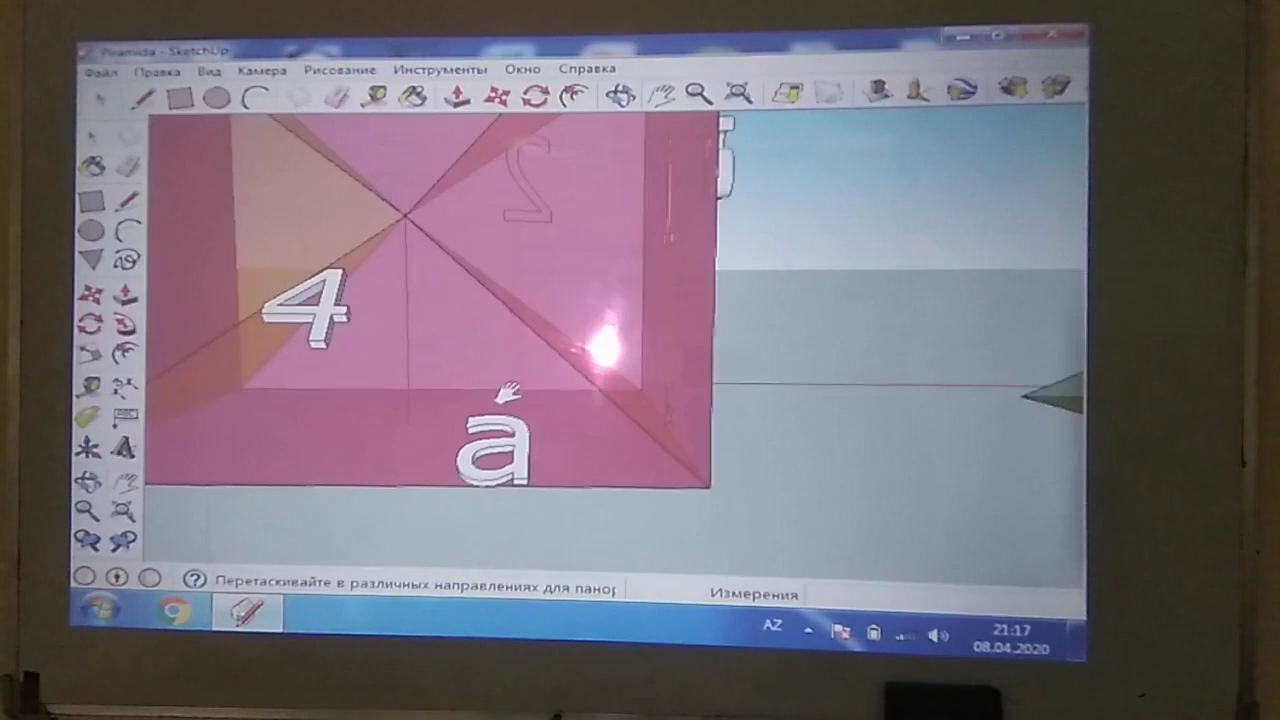 Piramida - SketchUp
Файл Правка Вид Камера Рисование Инструменты Окно Справка
2
4
a
ABC
Перетаскивайте в различных направлениях для панор
Измерения
AZ
21:17
08.04.2020